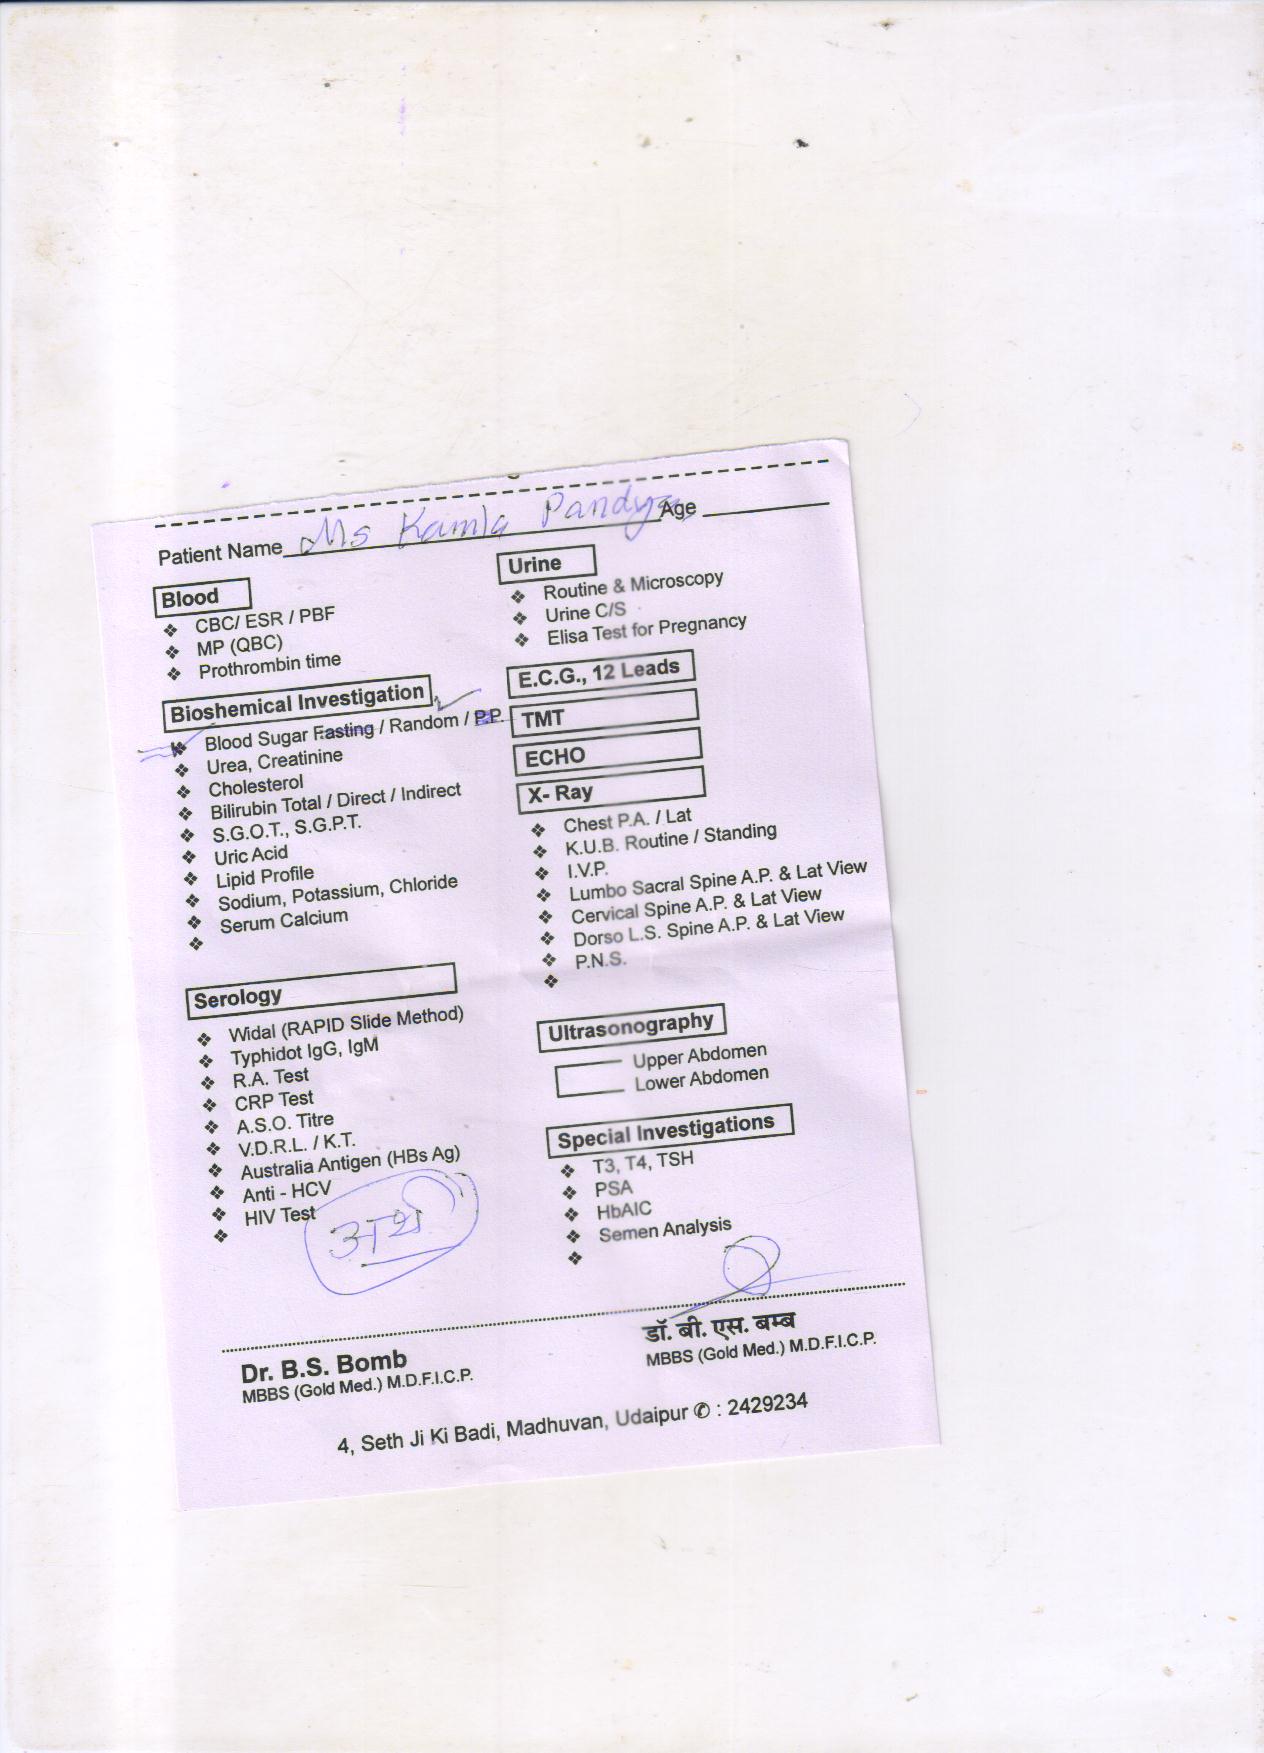 Patient Name Ms Kamla Pandya Age
Blood
CBC/ ESR / PBF
MP (QBC)
Prothrombin time
Bioshemical Investigation
Blood Sugar Fasting / Random / P.P.
Urea, Creatinine
Cholesterol
Bilirubin Total / Direct / Indirect
S.G.O.T., S.G.P.T.
Uric Acid
Lipid Profile
Sodium, Potassium, Chloride
Serum Calcium
Serology
Widal (RAPID Slide Method)
Typhidot IgG, IgM
R.A. Test
CRP Test
A.S.O. Titre
V.D.R.L. / K.T.
Australia Antigen (HBs Ag)
Anti - HCV
HIV Test
Urine
Routine & Microscopy
Urine C/S
Elisa Test for Pregnancy
E.C.G., 12 Leads
TMT
ECHO
X- Ray
Chest P.A. / Lat
K.U.B. Routine / Standing
I.V.P.
Lumbo Sacral Spine A.P. & Lat View
Cervical Spine A.P. & Lat View
Dorso L.S. Spine A.P. & Lat View
P.N.S.
Ultrasonography
Upper Abdomen
Lower Abdomen
Special Investigations
T3, T4, TSH
PSA
HbAIC
Semen Analysis
Dr. B.S. Bomb
MBBS (Gold Med.) M.D.F.I.C.P.
डॉ. बी. एस. बम्ब
MBBS (Gold Med.) M.D.F.I.C.P.
4, Seth Ji Ki Badi, Madhuvan, Udaipur ✆ : 2429234